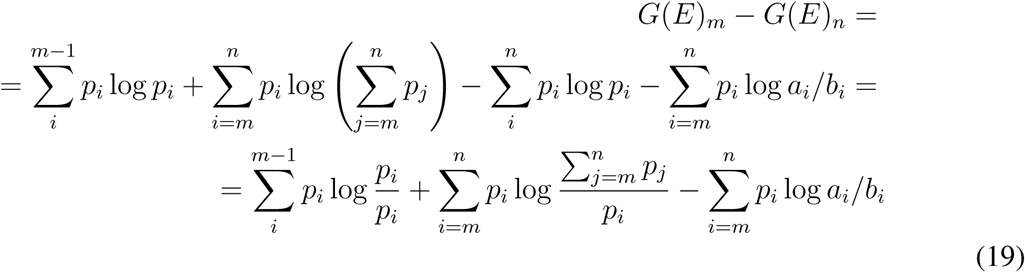 G(E)_m − G(E)_n =
= \sum_{i}^{m−1} p_i \log p_i + \sum_{i=m}^{n} p_i \log \left( \sum_{j=m}^{n} p_j \right) − \sum_{i}^{n} p_i \log p_i − \sum_{i=m}^{n} p_i \log a_i/b_i =
= \sum_{i}^{m−1} p_i \log \frac{p_i}{p_i} + \sum_{i=m}^{n} p_i \log \frac{\sum_{j=m}^{n} p_j}{p_i} − \sum_{i=m}^{n} p_i \log a_i/b_i
(19)